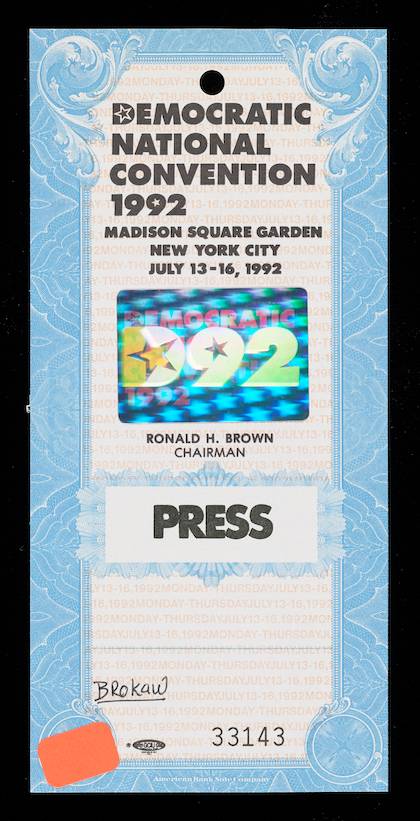 DEMOCRATIC
NATIONAL
CONVENTION
1992
MADISON SQUARE GARDEN
NEW YORK CITY
JULY 13-16, 1992
DEMOCRATIC
D92
1992
RONALD H. BROWN
CHAIRMAN
PRESS
BROKAW
33143
American Bank Note Company